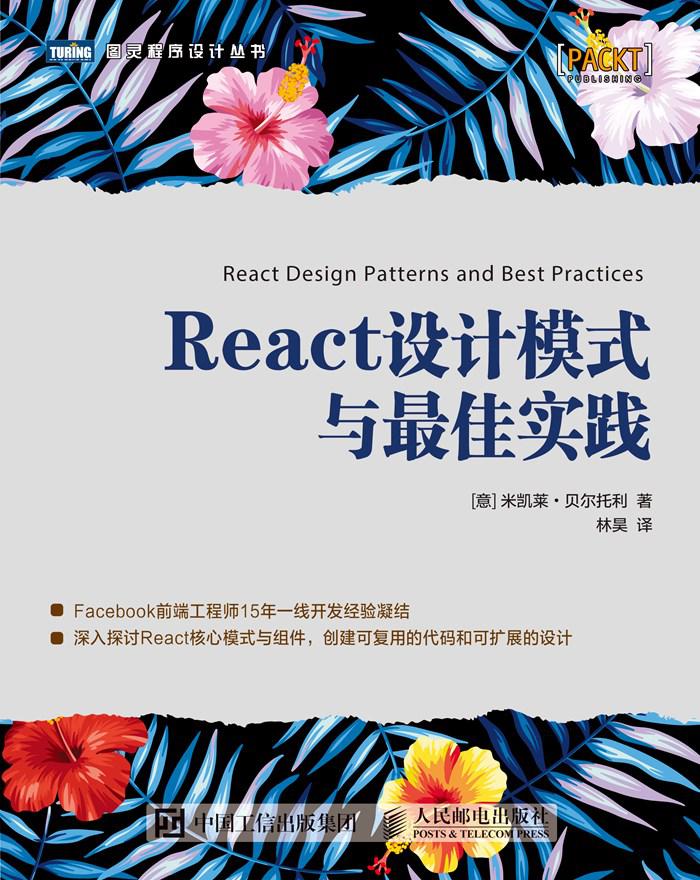 TURING 图灵程序设计丛书
[PACKT]
PUBLISHING
React Design Patterns and Best Practices
React设计模式
与最佳实践
[意] 米凯莱·贝尔托利 著
林昊 译
Facebook前端工程师15年一线开发经验凝结
深入探讨React核心模式与组件，创建可复用的代码和可扩展的设计
中国工信出版集团 人民邮电出版社
POSTS & TELECOM PRESS